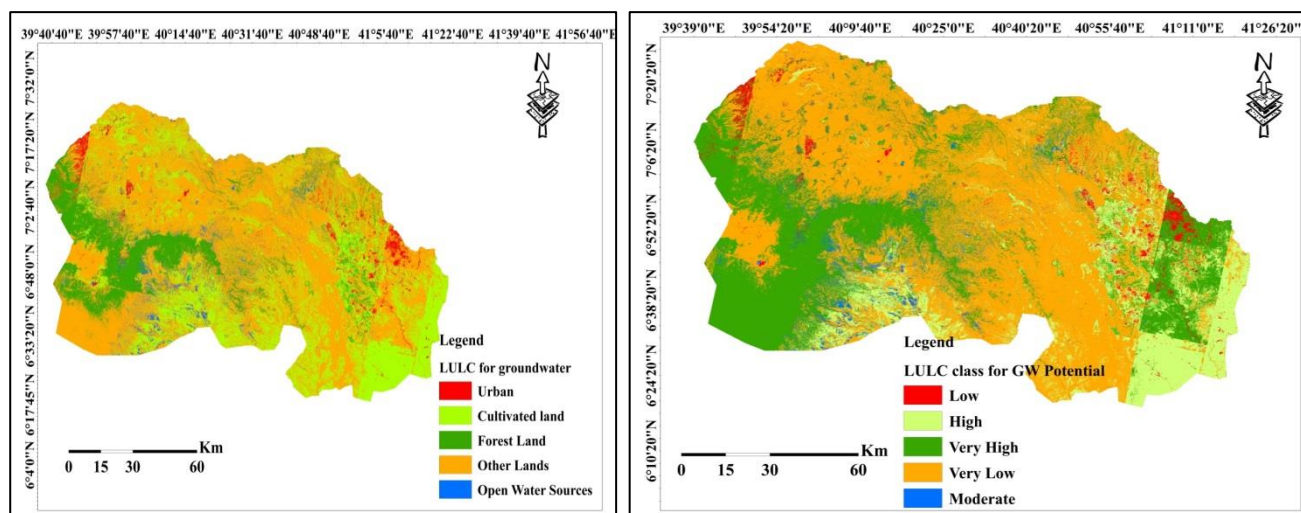 39°40'40"E 39°57'40"E 40°14'40"E 40°31'40"E 40°48'40"E 41°5'40"E 41°22'40"E 41°39'40"E 41°56'40"E
N
7°32'0"N
7°17'20"N
7°2'40"N
6°48'0"N
6°33'20"N
6°17'45"N
6°4'0"N
Legend
LULC for groundwater
Urban
Cultivated land
Forest Land
Other Lands
Open Water Sources
Km
0 15 30 60
39°39'0"E 39°54'20"E 40°9'40"E 40°25'0"E 40°40'20"E 40°55'40"E 41°11'0"E 41°26'20"E
N
7°20'20"N
7°6'20"N
6°52'20"N
6°38'20"N
6°24'20"N
6°10'20"N
Legend
LULC class for GW Potential
Low
High
Very High
Very Low
Moderate
Km
0 15 30 60